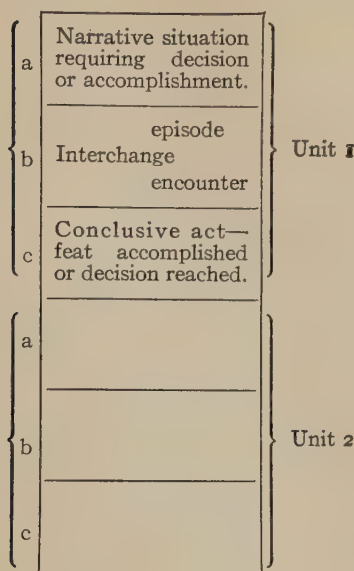 Narrative situation
a requiring decision
or accomplishment.
episode
b Interchange
encounter
Unit 1
Conclusive act—
feat accomplished
c or decision reached.
a
b
Unit 2
c